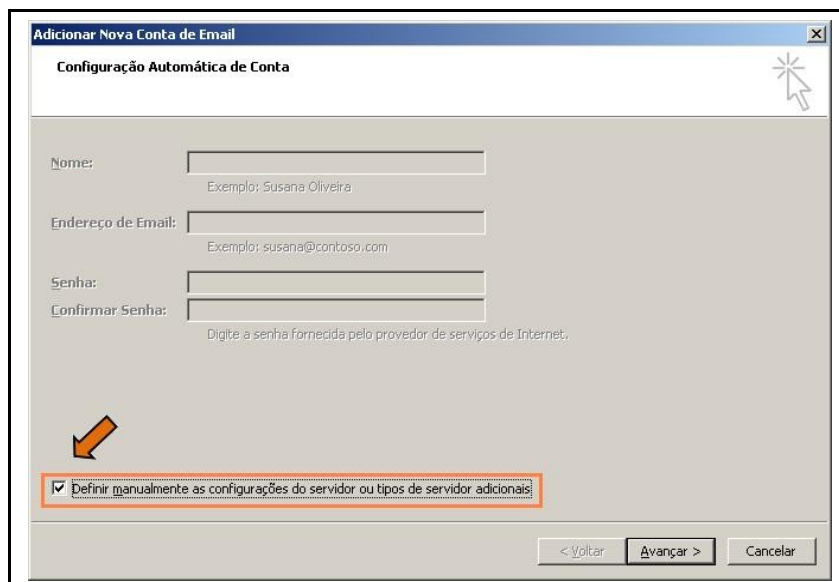 Adicionar Nova Conta de Email
Configuração Automática de Conta
Nome:
Exemplo: Susana Oliveira
Endereço de Email:
Exemplo: susana@contoso.com
Senha:
Confirmar Senha:
Digite a senha fornecida pelo provedor de serviços de Internet.
Definir manualmente as configurações do servidor ou tipos de servidor adicionais
< Voltar Avançar > Cancelar